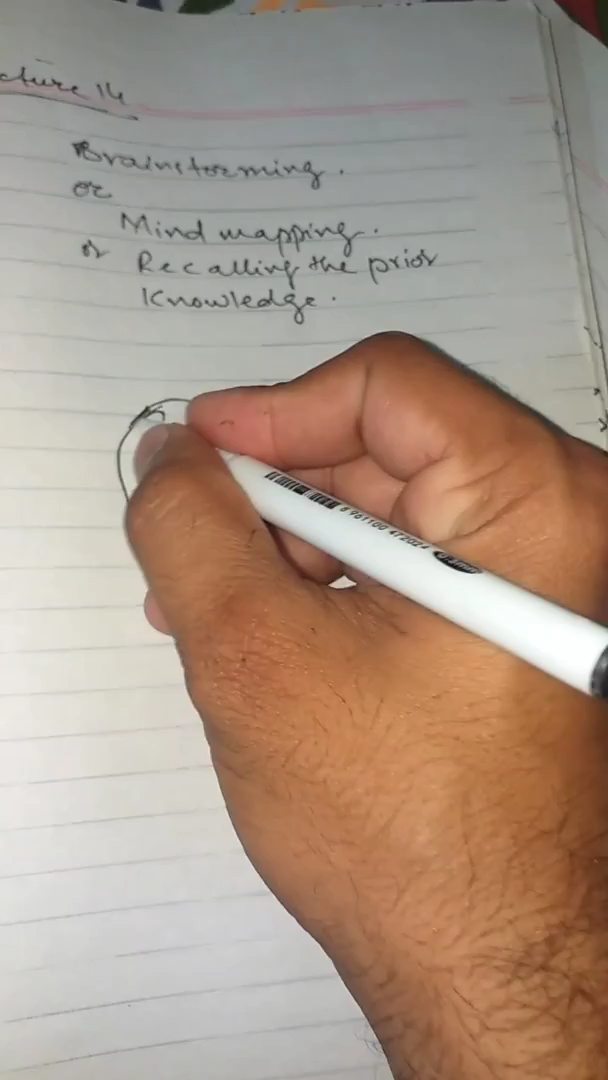 cture 14
Brainstorming.
or
Mind mapping.
or Recalling the prior
Knowledge.